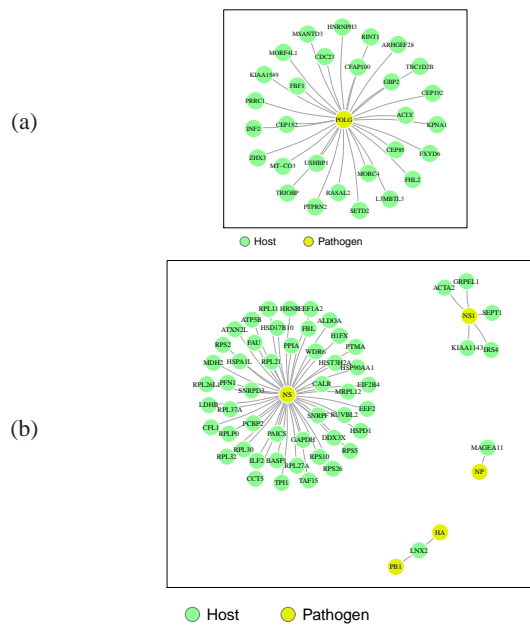 (a)
HNRNPH3
MSANTD3
RINT1
ARHGEF28
MORF4L1
CDC23
CFAP100
TBC1D2B
KIAA1549
GBP2
FBF1
CEP192
PRRC1
ACLY
POLG
KPNA1
INF2
CEP152
CEP85
ZHX3
FXYD6
MT-CO3
USHBP1
MORC4
FHL2
TRIOBP
RASAL2
L3MBTL3
PTPRN2
SETD2
Host Pathogen
(b)
GRPEL1
ACTA2
NS1
SEPT1
KIAA1143
IRS4
RPL11
HRNR
EEF1A2
ATP5B
ALDOA
ATXN2L
HSD17B10
FBL
H1FX
RPS2
FAU
PPIA
WDR6
PTMA
MDH2
HSPA1L
RPL21
HIST3H2A
HSP90AA1
RPL26L1
PFN1
SNRPD3
NS
CALR
MRPL12
EIF2B4
LDHB
RPL37A
SNRPF
RUVBL2
EEF2
CFL1
RPLP0
PCBP2
PAICS
GAPDH
DDX3X
HSPD1
RPL32
RPL30
ILF2
BASP1
RPL27A
RPS10
RPS5
CCT5
TPI1
TAF15
RPS26
MAGEA11
NP
HA
LNX2
PB1
Host Pathogen